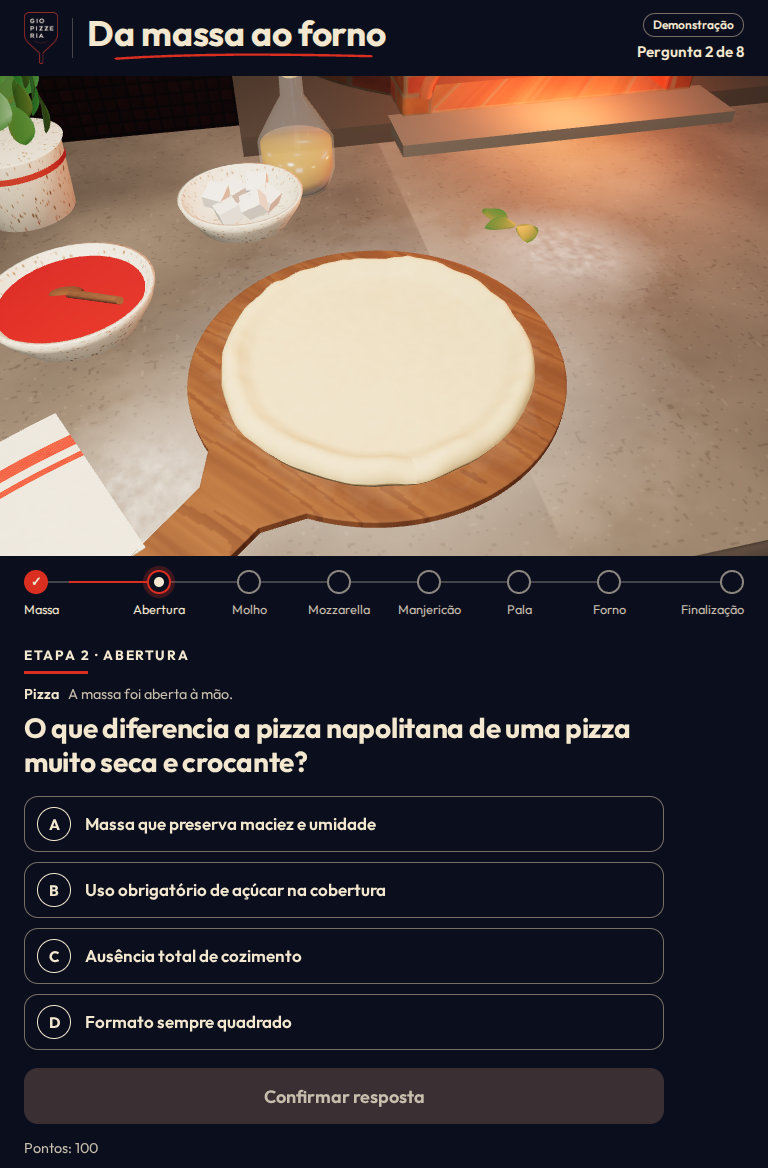 GIO
PIZZE
RIA
Da massa ao forno
Demonstração
Pergunta 2 de 8
Massa
Abertura
Molho
Mozzarella
Manjericão
Pala
Forno
Finalização
ETAPA 2 · ABERTURA
Pizza A massa foi aberta à mão.
O que diferencia a pizza napolitana de uma pizza
muito seca e crocante?
A Massa que preserva maciez e umidade
B Uso obrigatório de açúcar na cobertura
C Ausência total de cozimento
D Formato sempre quadrado
Confirmar resposta
Pontos: 100